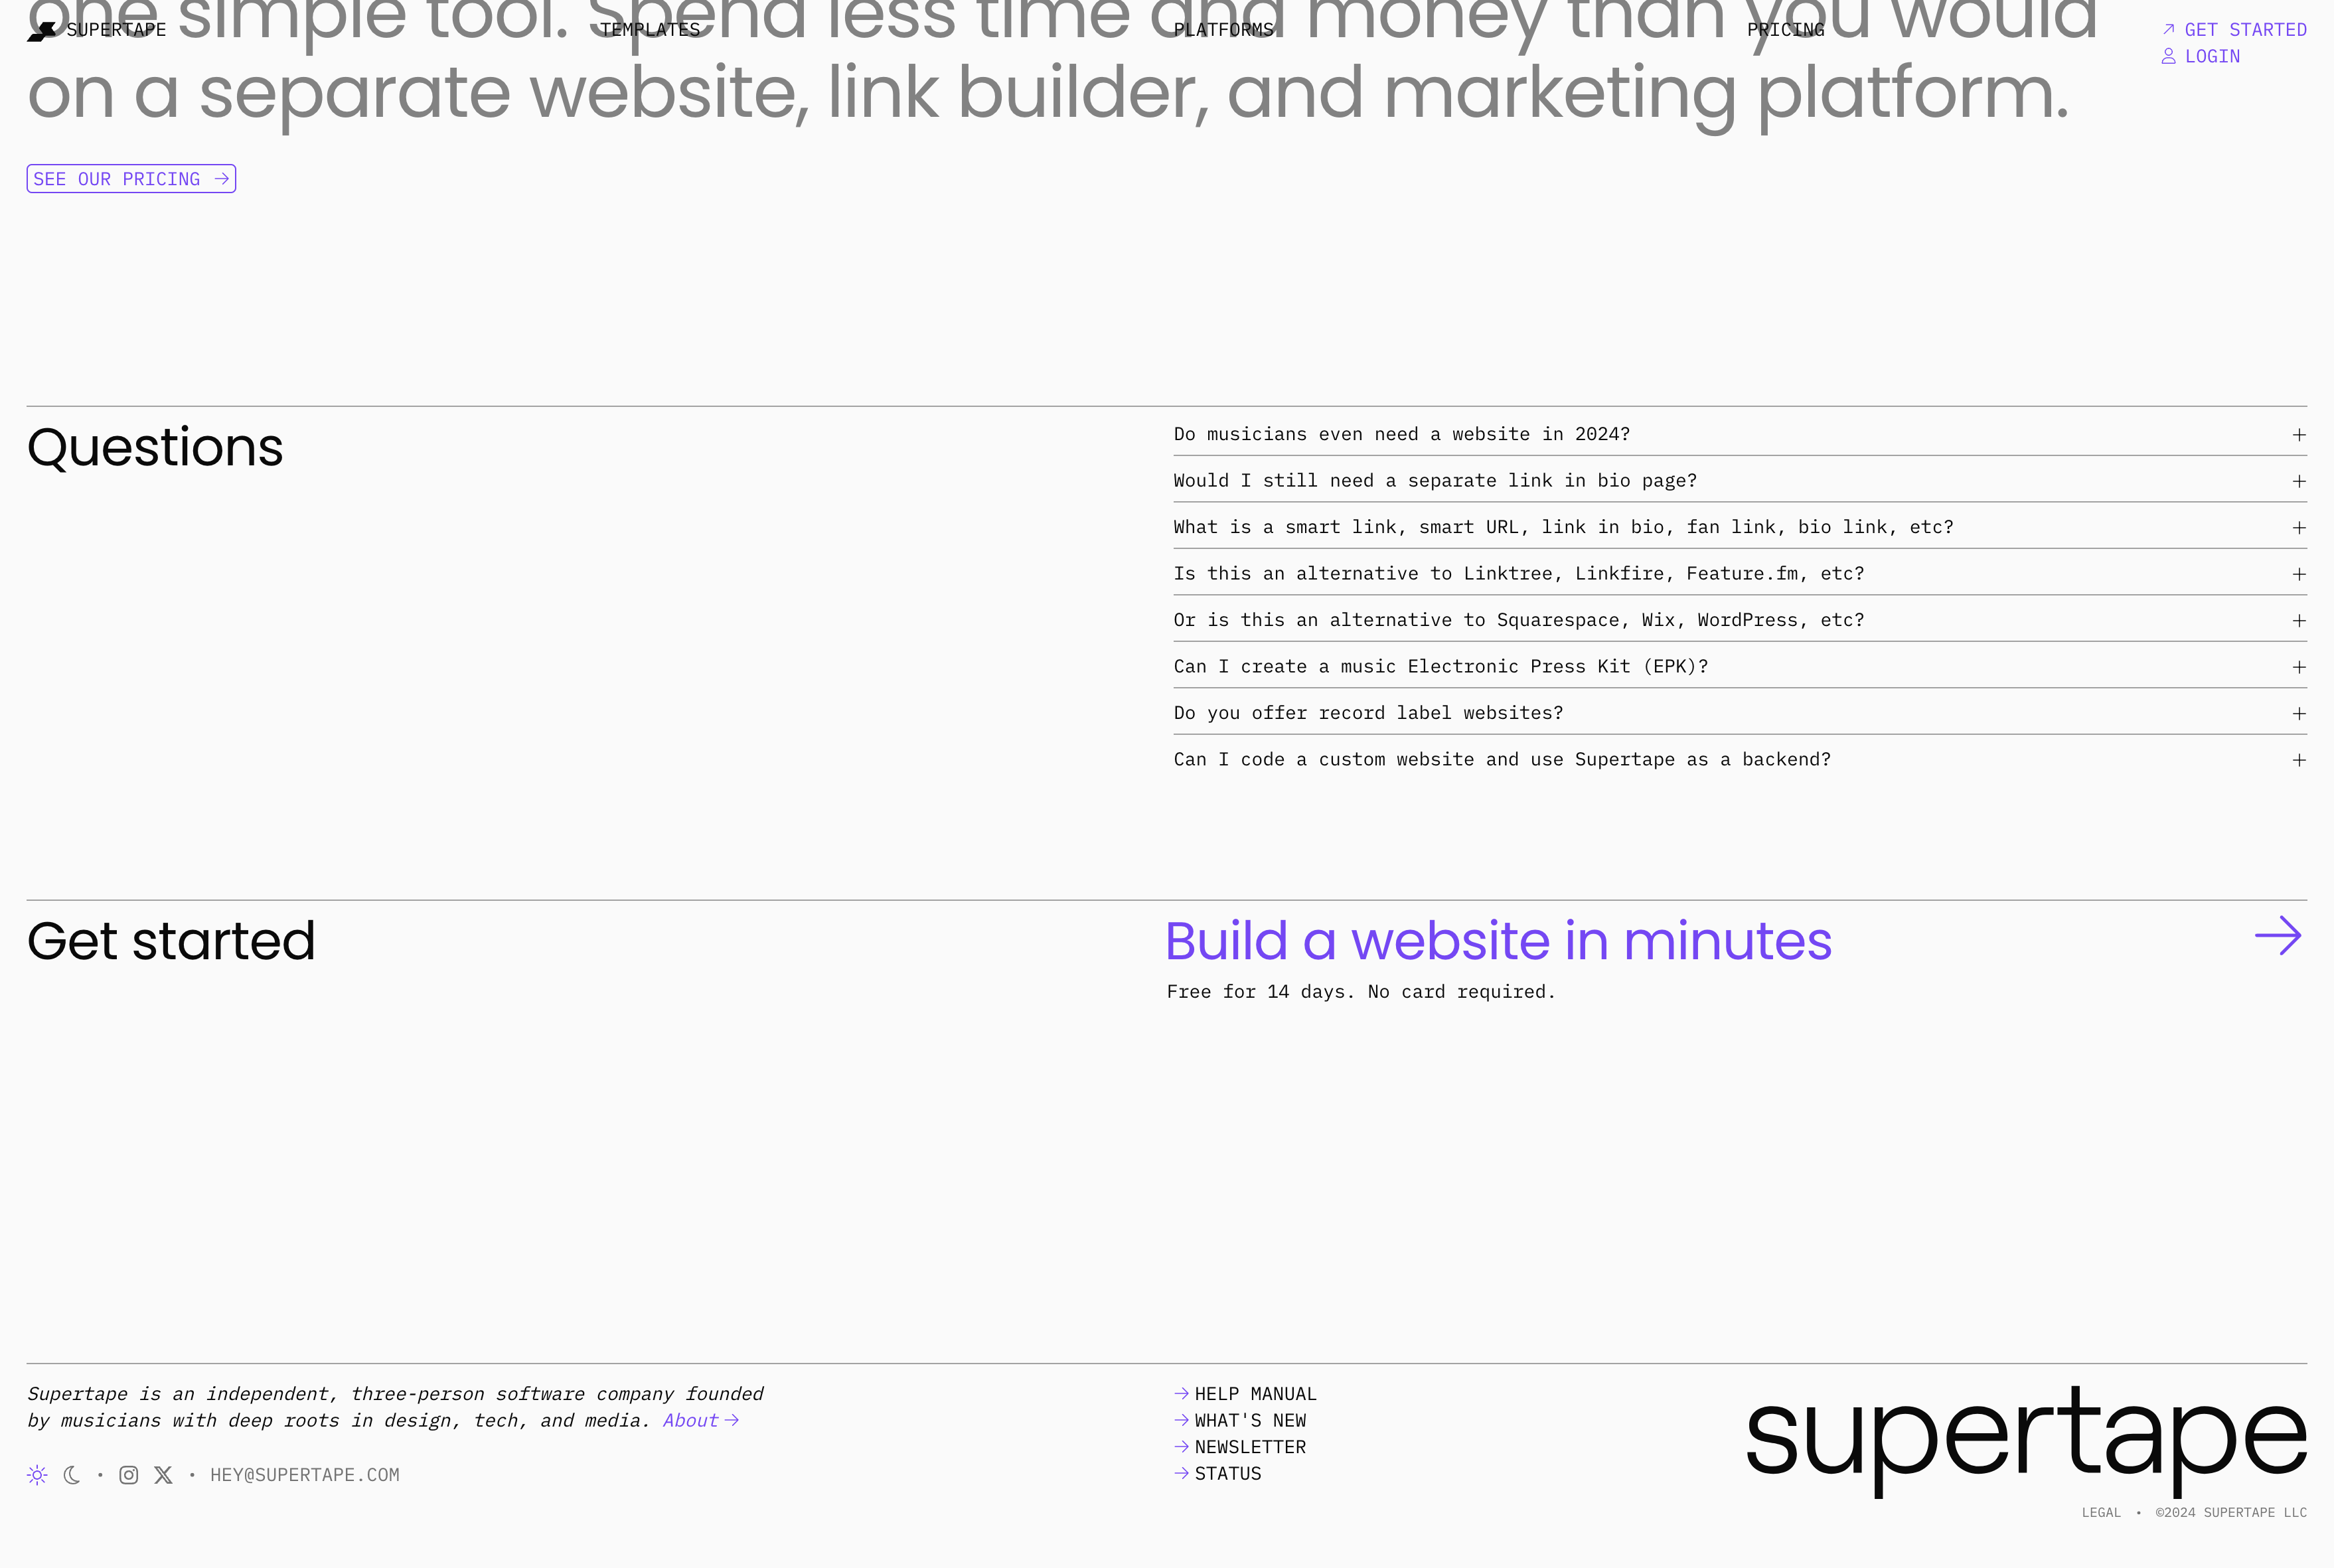 one simple tool. Spend less time and money than you would
SUPERTAPE
TEMPLATES
PLATFORMS
PRICING
GET STARTED
LOGIN
on a separate website, link builder, and marketing platform.
SEE OUR PRICING
Questions
Do musicians even need a website in 2024?
Would I still need a separate link in bio page?
What is a smart link, smart URL, link in bio, fan link, bio link, etc?
Is this an alternative to Linktree, Linkfire, Feature.fm, etc?
Or is this an alternative to Squarespace, Wix, WordPress, etc?
Can I create a music Electronic Press Kit (EPK)?
Do you offer record label websites?
Can I code a custom website and use Supertape as a backend?
Get started
Build a website in minutes
Free for 14 days. No card required.
Supertape is an independent, three-person software company founded
by musicians with deep roots in design, tech, and media. About
HEY@SUPERTAPE.COM
HELP MANUAL
WHAT'S NEW
NEWSLETTER
STATUS
supertape
LEGAL • ©2024 SUPERTAPE LLC